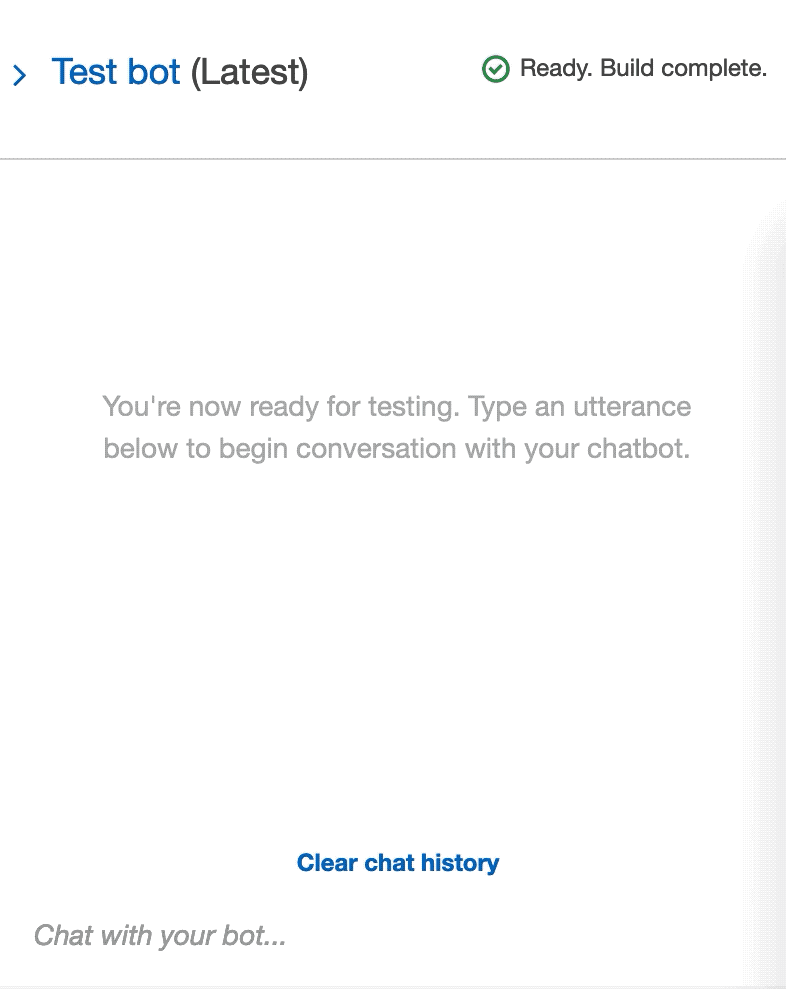 Test bot (Latest)
Ready. Build complete.
You're now ready for testing. Type an utterance
below to begin conversation with your chatbot.
Clear chat history
Chat with your bot...